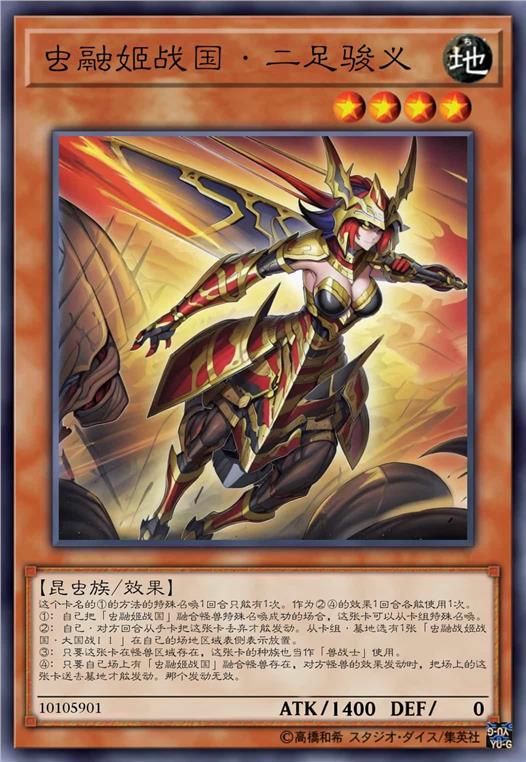 虫融姬战国・二足骏义
ち
地
【昆虫族/效果】
这个卡名的①的方法的特殊召唤1回合只能有1次。作为②④的效果1回合各能使用1次。
①：自己把「虫融姬战国」融合怪兽特殊召唤成功的场合，这张卡可以从卡组特殊召唤。
②：自己・对方回合从手卡把这张卡去弃才能发动。从卡组・墓地选有1张「虫融姬战
国・大国战||」在自己的场地区域表侧表示放置。
③：只要这张卡在怪兽区域存在，这张卡的种族也当作「兽战士」使用。
④：只要自己场上有「虫融姬战国」融合怪兽存在，对方怪兽的效果发动时，把场上的这
张卡送去墓地才能发动。那个发动无效。
ATK/1400 DEF/ 0
10105901
©高橋和希 スタジオ・ダイス/集英社
YU-G
YU-G